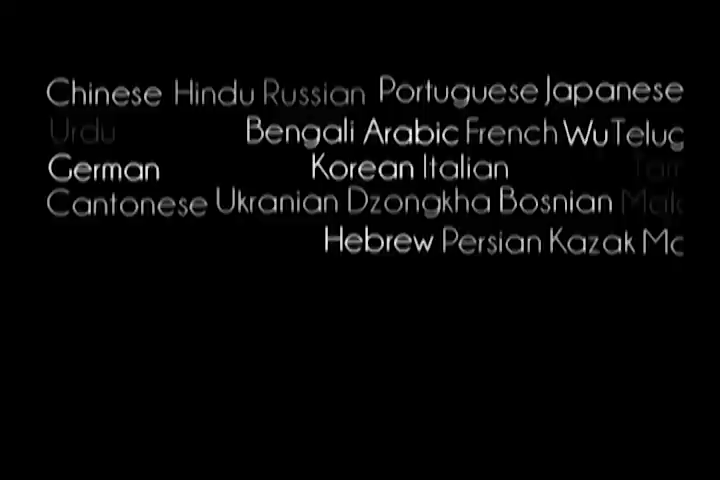 Chinese Hindu Russian Portuguese Japanese
Urdu Bengali Arabic French Wu Telug
German Korean Italian
Cantonese Ukranian Dzongkha Bosnian
Hebrew Persian Kazak